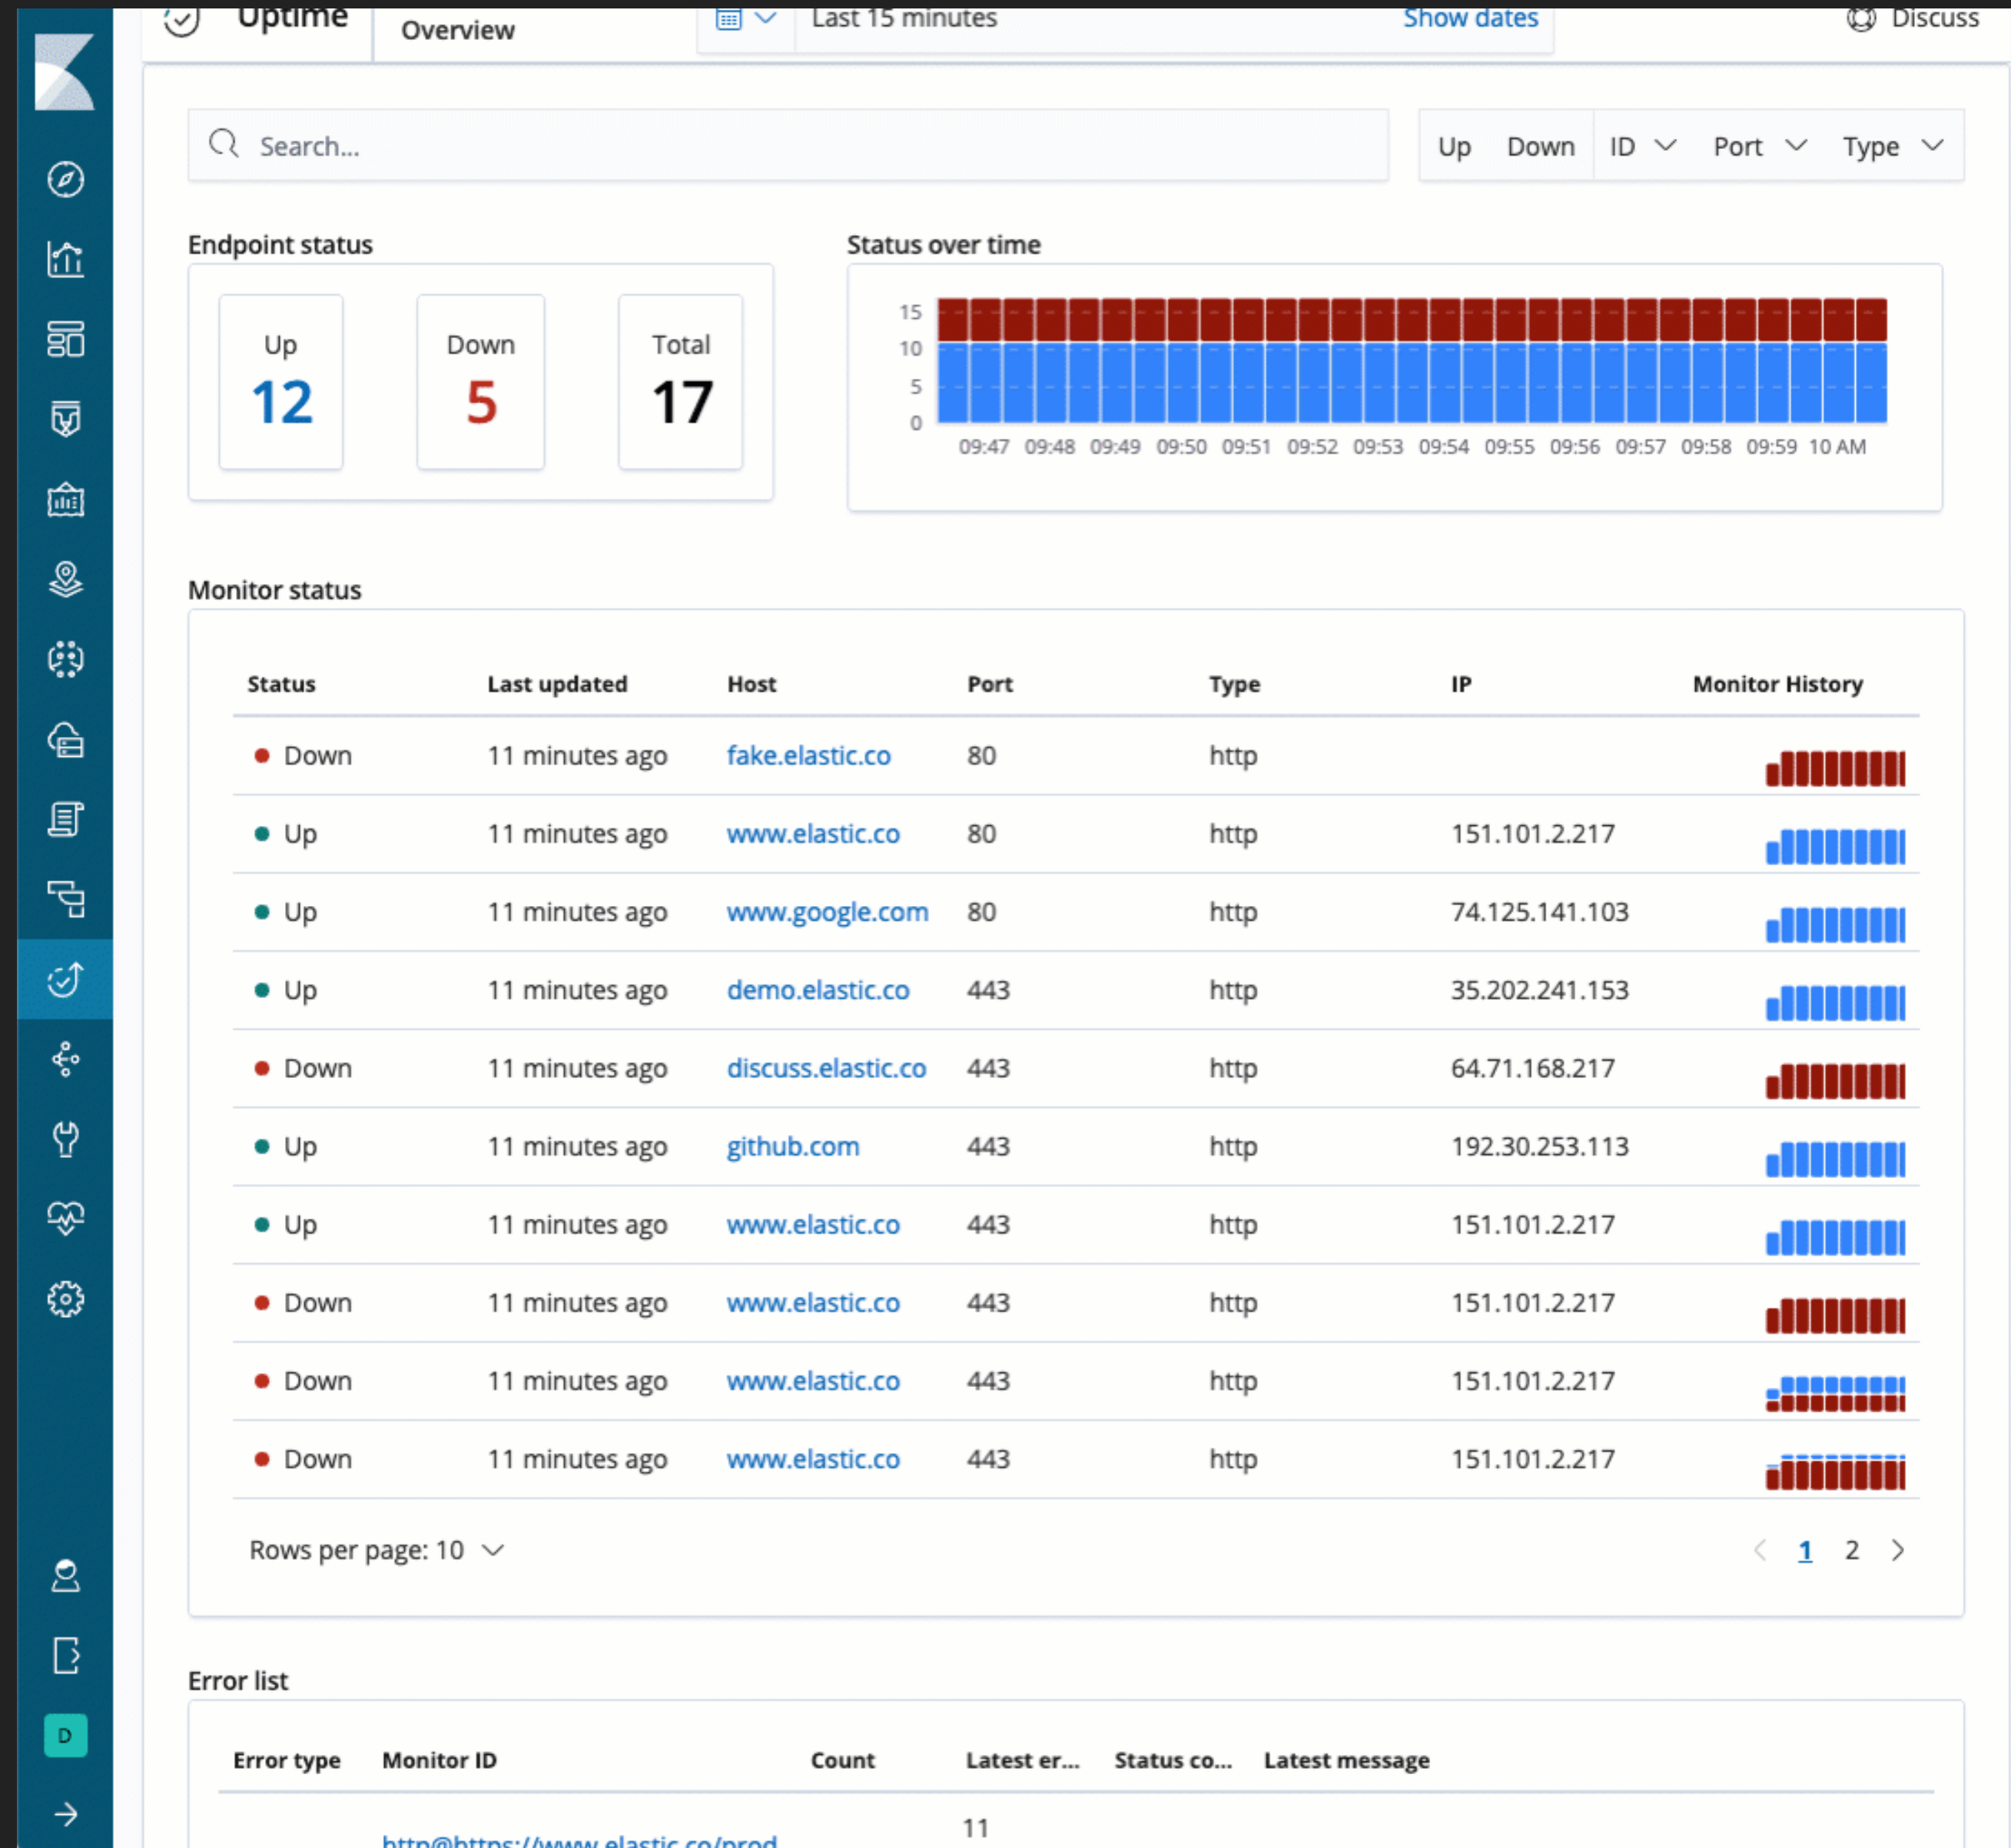 Uptime Overview Last 15 minutes Show dates Discuss
Search... Up Down ID Port Type
Endpoint status
Up 12
Down 5
Total 17
Status over time
15
10
5
0
09:47 09:48 09:49 09:50 09:51 09:52 09:53 09:54 09:55 09:56 09:57 09:58 09:59 10 AM
Monitor status
Status Last updated Host Port Type IP Monitor History
Down 11 minutes ago fake.elastic.co 80 http
Up 11 minutes ago www.elastic.co 80 http 151.101.2.217
Up 11 minutes ago www.google.com 80 http 74.125.141.103
Up 11 minutes ago demo.elastic.co 443 http 35.202.241.153
Down 11 minutes ago discuss.elastic.co 443 http 64.71.168.217
Up 11 minutes ago github.com 443 http 192.30.253.113
Up 11 minutes ago www.elastic.co 443 http 151.101.2.217
Down 11 minutes ago www.elastic.co 443 http 151.101.2.217
Down 11 minutes ago www.elastic.co 443 http 151.101.2.217
Down 11 minutes ago www.elastic.co 443 http 151.101.2.217
Rows per page: 10 1 2
Error list
D
Error type Monitor ID Count Latest er... Status co... Latest message
11
http@https://www.elastic.co/prod